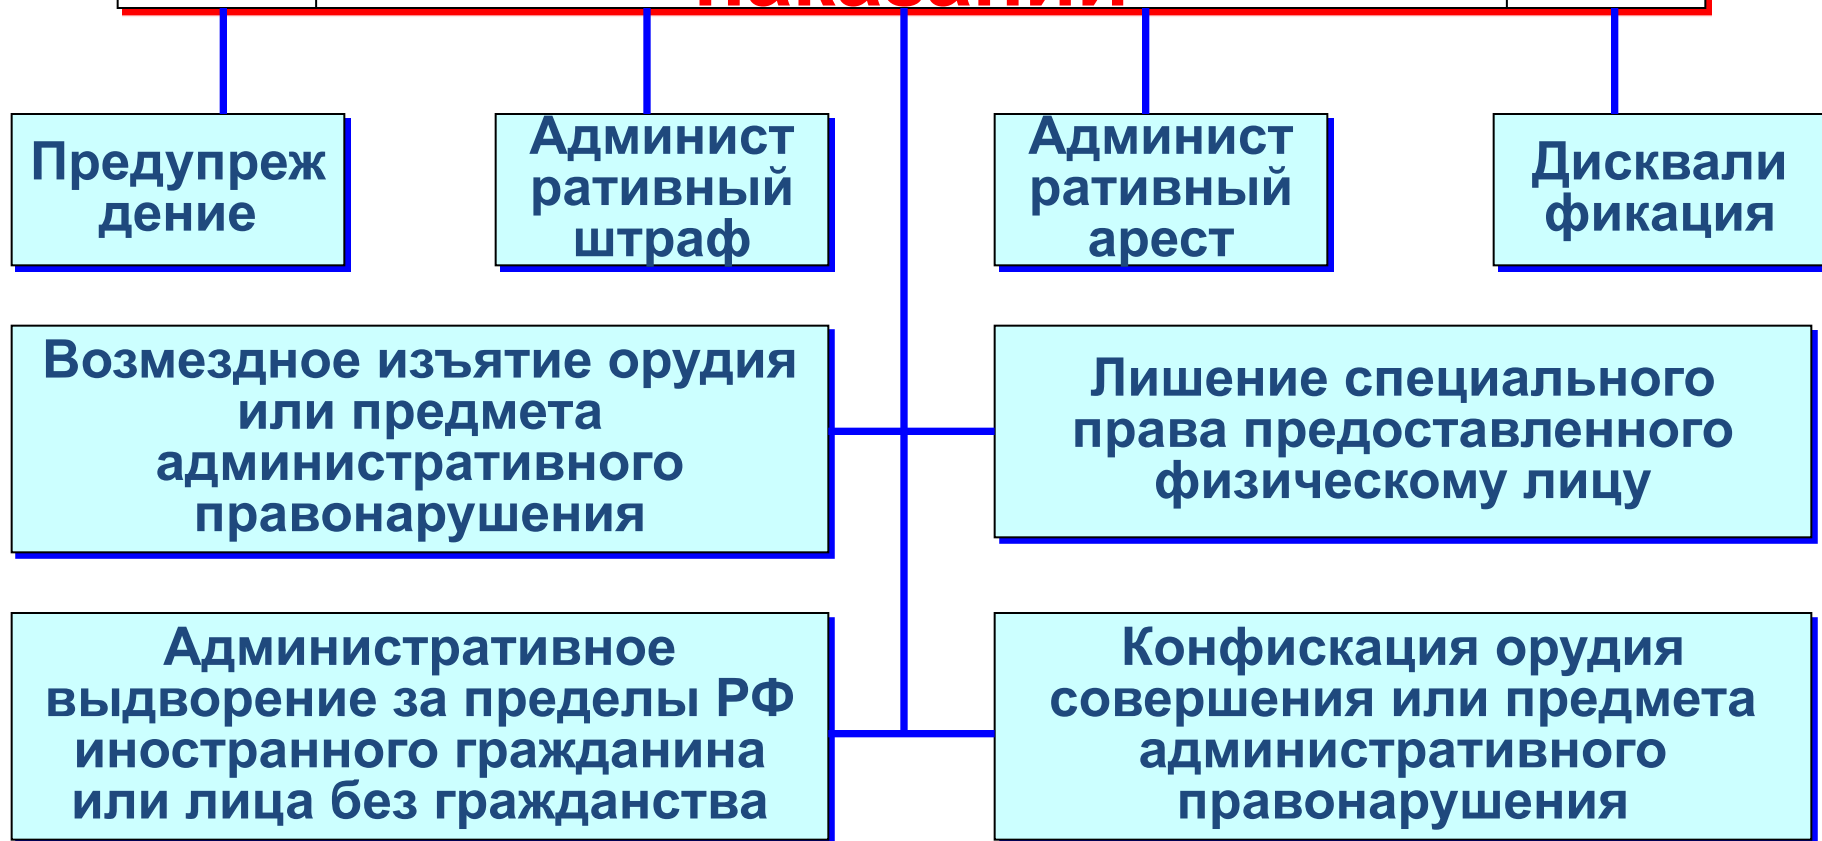 Предупреж
дение
Админист
ративный
штраф
Админист
ративный
арест
Дисквали
фикация
Возмездное изъятие орудия
или предмета
административного
правонарушения
Лишение специального
права предоставленного
физическому лицу
Административное
выдворение за пределы РФ
иностранного гражданина
или лица без гражданства
Конфискация орудия
совершения или предмета
административного
правонарушения